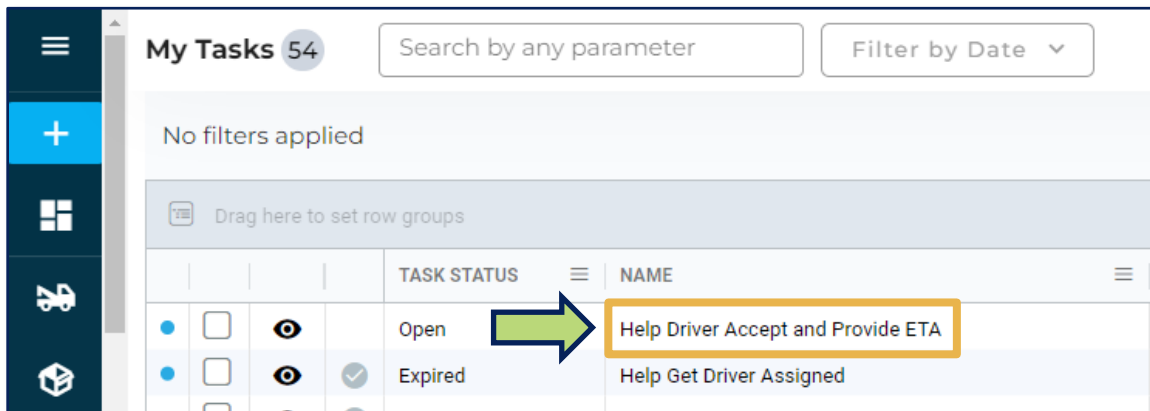 My Tasks 54
Search by any parameter
Filter by Date
No filters applied
Drag here to set row groups
TASK STATUS NAME
Open Help Driver Accept and Provide ETA
Expired Help Get Driver Assigned